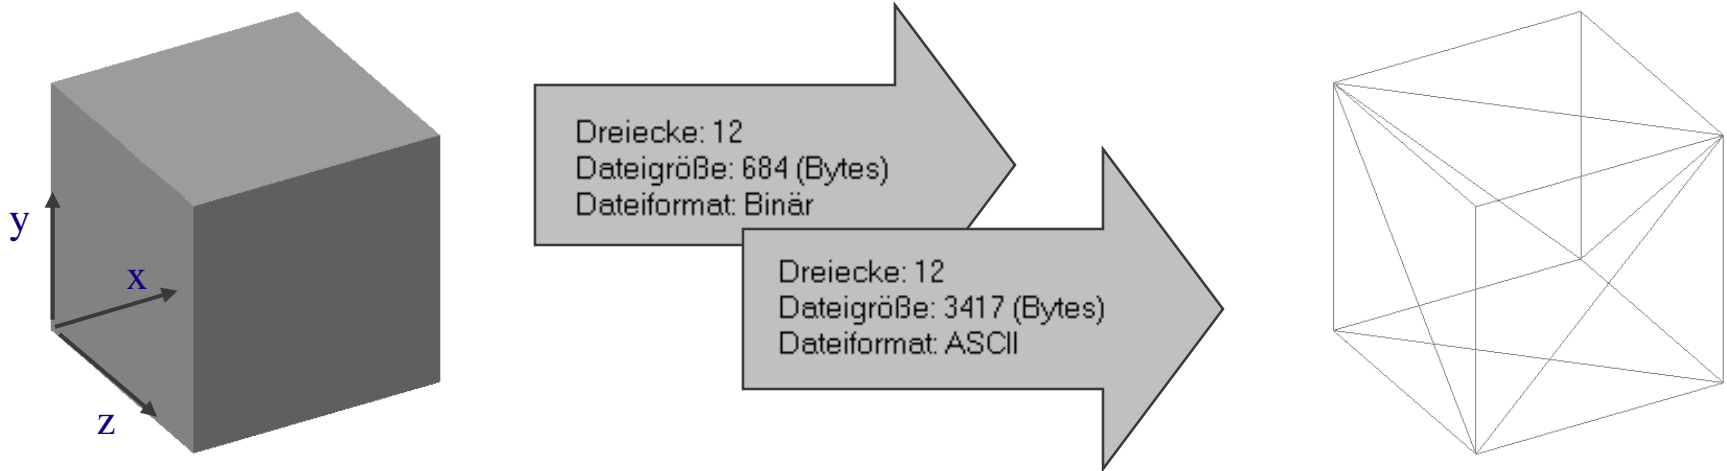 y
x
z
Dreiecke: 12
Dateigröße: 684 (Bytes)
Dateiformat: Binär
Dreiecke: 12
Dateigröße: 3417 (Bytes)
Dateiformat: ASCII